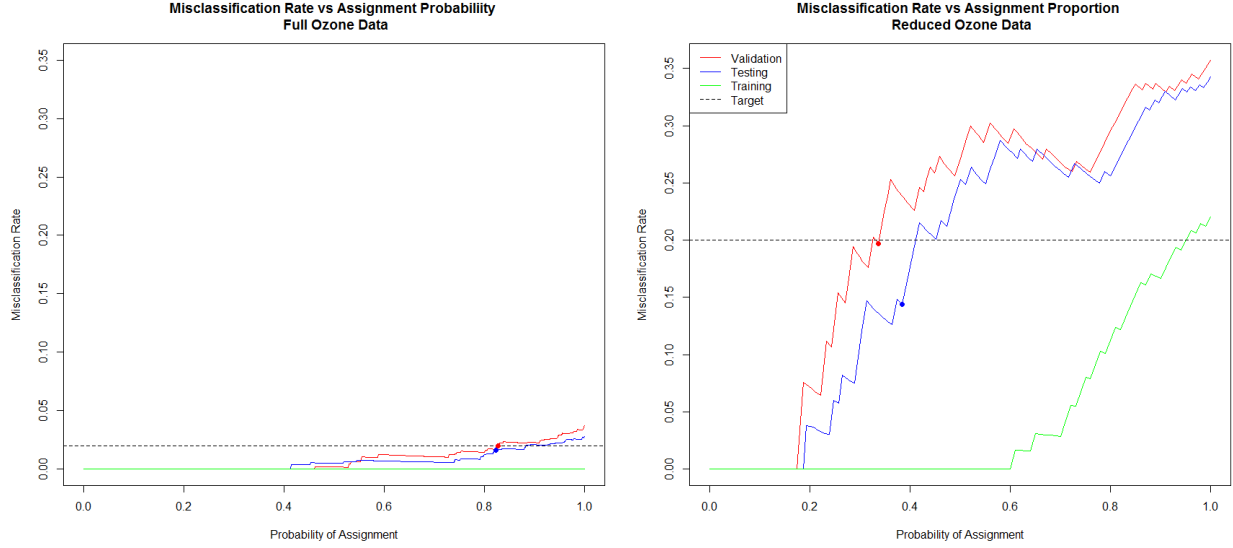 Misclassification Rate vs Assignment Probabiliity
Full Ozone Data
Misclassification Rate
0.35
0.30
0.25
0.20
0.15
0.10
0.05
0.00
0.0 0.2 0.4 0.6 0.8 1.0
Probability of Assignment
Misclassification Rate vs Assignment Proportion
Reduced Ozone Data
Validation
Testing
Training
Target
Misclassification Rate
0.35
0.30
0.25
0.20
0.15
0.10
0.05
0.00
0.0 0.2 0.4 0.6 0.8 1.0
Probability of Assignment